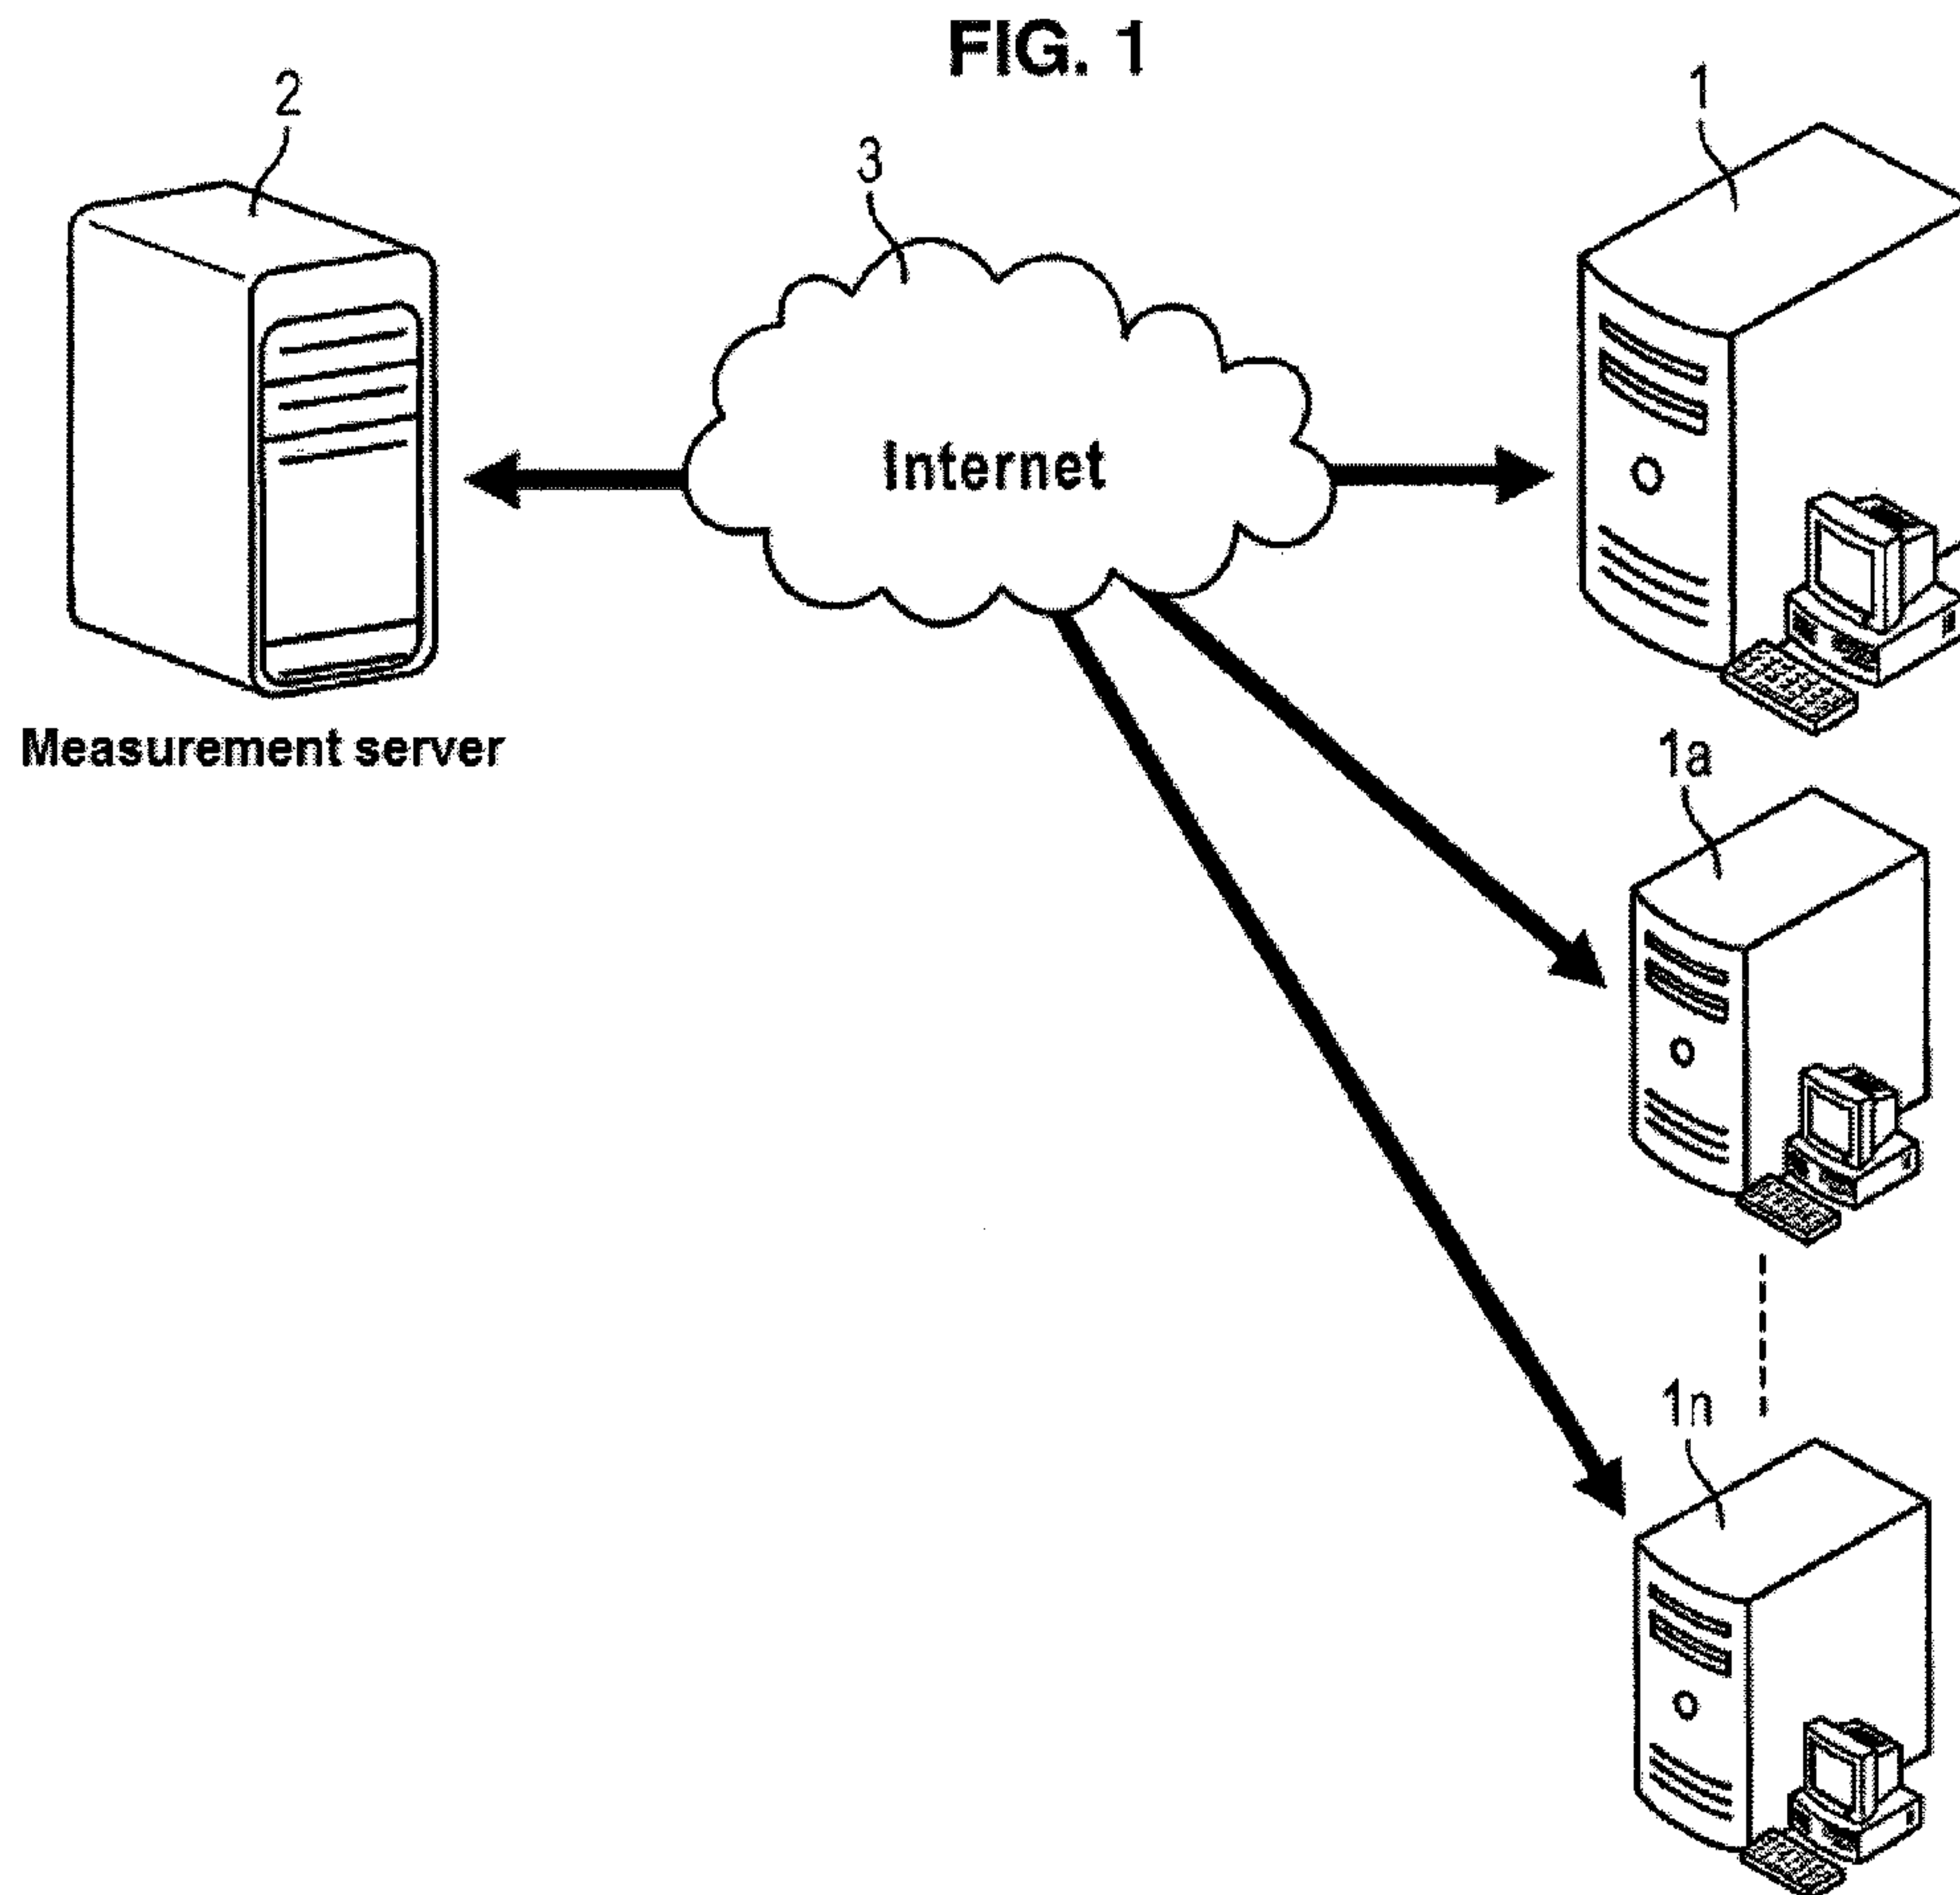 FIG. 1
2
3
1
Internet
Measurement server
1a
1n